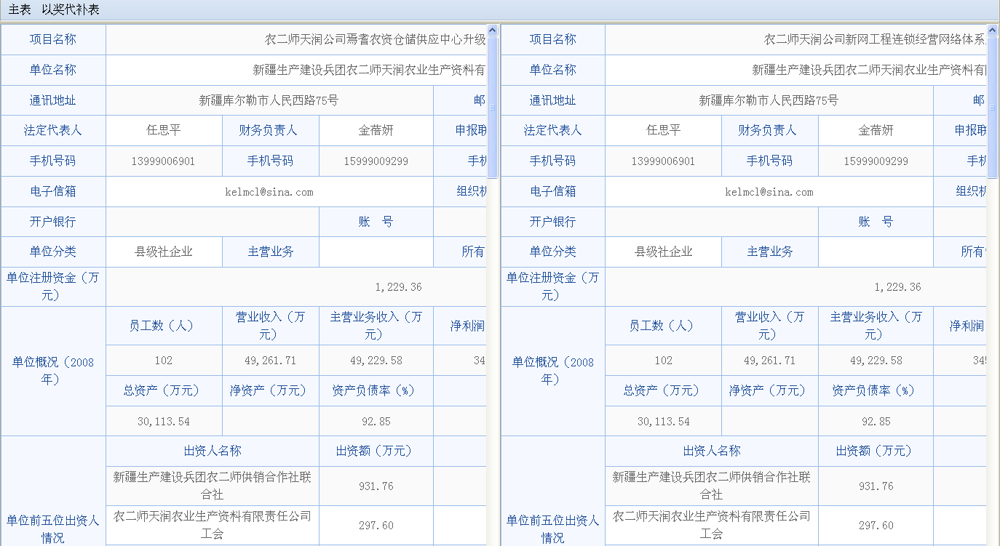 主表 以奖代补表
项目名称 农二师天润公司焉耆农资仓储供应中心升级
单位名称 新疆生产建设兵团农二师天润农业生产资料有
通讯地址 新疆库尔勒市人民西路75号 邮
法定代表人 任思平 财务负责人 金蓓妍 申报联
手机号码 13999006901 手机号码 15999009299 手机
电子信箱 kelmcl@sina.com 组织机
开户银行 账 号
单位分类 县级社企业 主营业务 所有
单位注册资金（万
元） 1,229.36
单位概况（2008
年）
员工数（人） 营业收入（万
元） 主营业务收入（万
元） 净利润
102 49,261.71 49,229.58 34
总资产（万元） 净资产（万元） 资产负债率（%）
30,113.54 92.85
单位前五位出资人
情况
出资人名称 出资额（万元）
新疆生产建设兵团农二师供销合作社联
合社 931.76
农二师天润农业生产资料有限责任公司
工会 297.60
项目名称 农二师天润公司新网工程连锁经营网络体系
单位名称 新疆生产建设兵团农二师天润农业生产资料有
通讯地址 新疆库尔勒市人民西路75号 邮
法定代表人 任思平 财务负责人 金蓓妍 申报联
手机号码 13999006901 手机号码 15999009299 手机
电子信箱 kelmcl@sina.com 组织机
开户银行 账 号
单位分类 县级社企业 主营业务 所有
单位注册资金（万
元） 1,229.36
单位概况（2008
年）
员工数（人） 营业收入（万
元） 主营业务收入（万
元） 净利润
102 49,261.71 49,229.58 345
总资产（万元） 净资产（万元） 资产负债率（%）
30,113.54 92.85
单位前五位出资人
情况
出资人名称 出资额（万元）
新疆生产建设兵团农二师供销合作社联
合社 931.76
农二师天润农业生产资料有限责任公司
工会 297.60